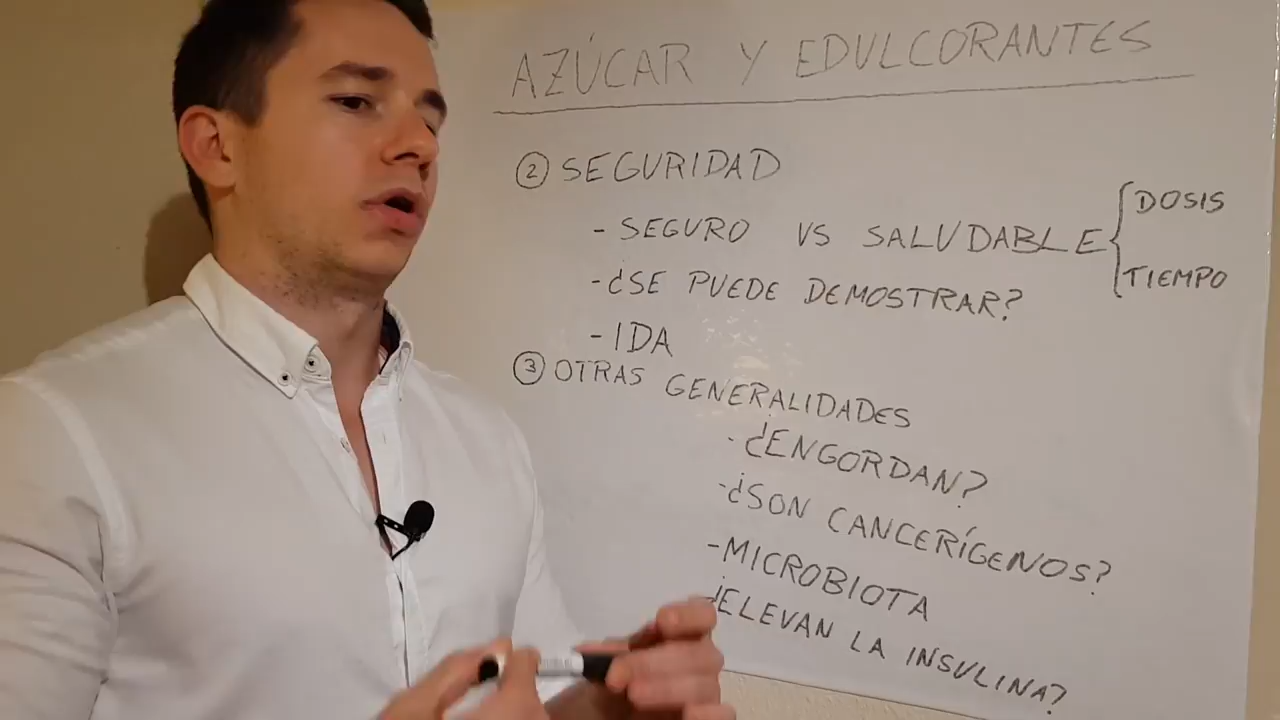 AZÚCAR Y EDULCORANTES
② SEGURIDAD
- SEGURO VS SALUDABLE { DOSIS
TIEMPO
- ¿SE PUEDE DEMOSTRAR?
- IDA
③ OTRAS GENERALIDADES
- ¿ENGORDAN?
- ¿SON CANCERÍGENOS?
- MICROBIOTA
¿ELEVAN LA INSULINA?